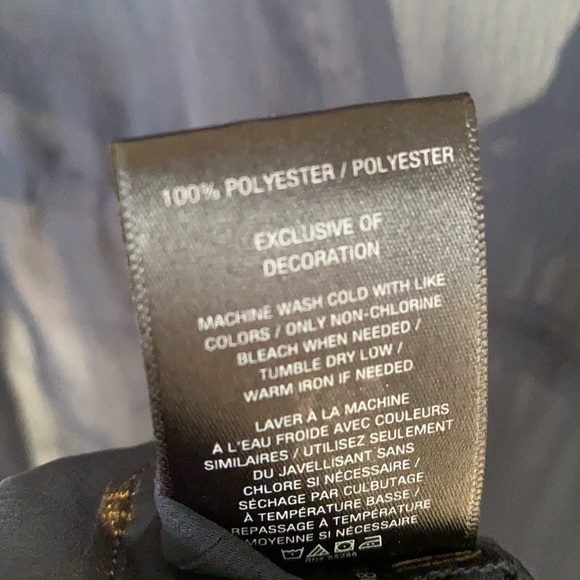 100% POLYESTER / POLYESTER
EXCLUSIVE OF
DECORATION
MACHINE WASH COLD WITH LIKE
COLORS / ONLY NON-CHLORINE
BLEACH WHEN NEEDED /
TUMBLE DRY LOW /
WARM IRON IF NEEDED
LAVER À LA MACHINE
A L'EAU FROIDE AVEC COULEURS
SIMILAIRES / UTILISEZ SEULEMENT
DU JAVELLISANT SANS
CHLORE SI NÉCESSAIRE /
SÉCHAGE PAR CULBUTAGE
À TEMPÉRATURE BASSE /
REPASSAGE À TEMPÉRATURE
MOYENNE SI NÉCESSAIRE